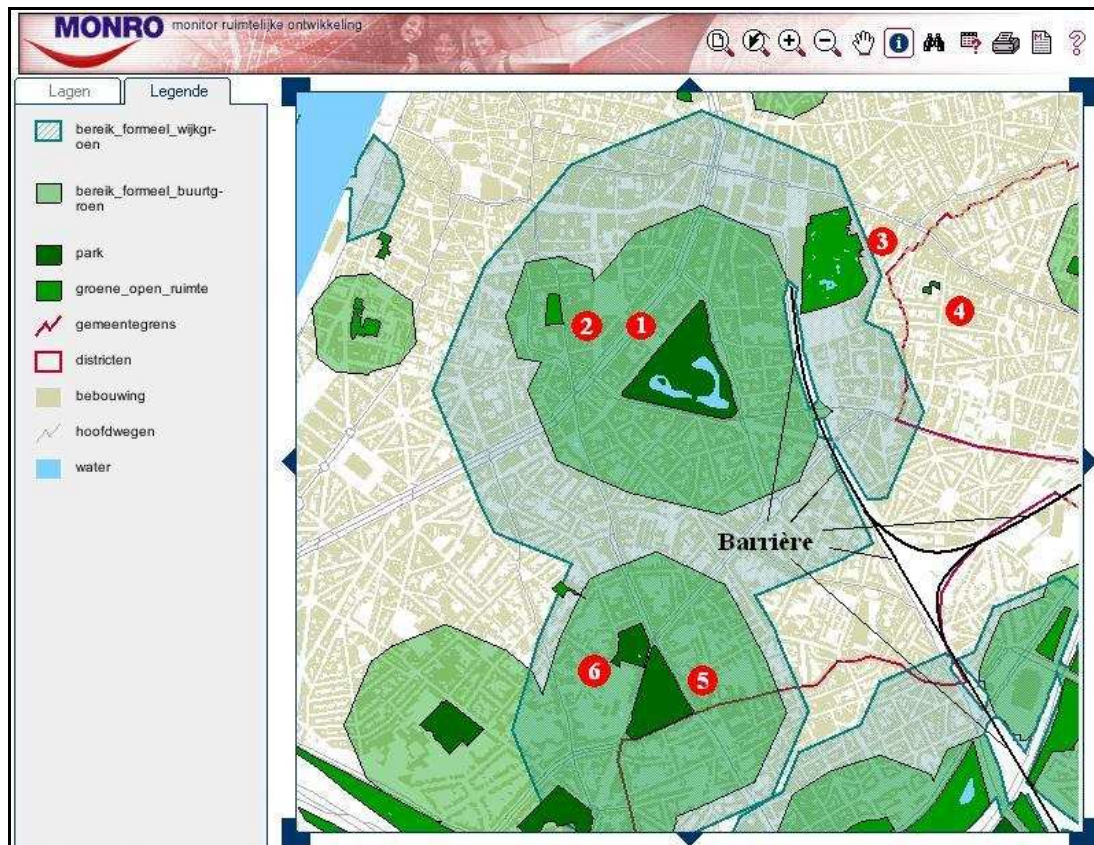 MONRO monitor ruimtelijke ontwikkeling
Lagen
Legende
bereik_formeel_wijkgr-
oen
bereik_formeel_buurtg-
roen
park
groene_open_ruimte
gemeentegrens
districten
bebouwing
hoofdwegen
water
3
4
2
1
Barrière
6
5